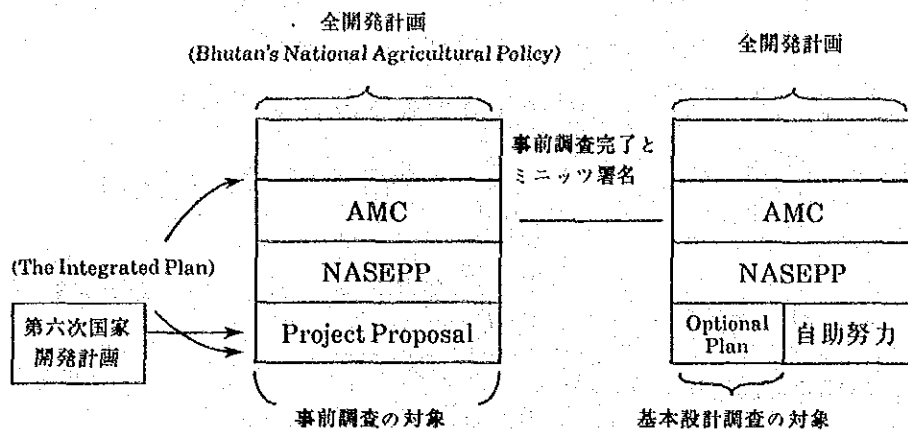 全開発計画
(Bhutan's National Agricultural Policy)
全開発計画
事前調査完了と
ミニッツ署名
AMC
AMC
(The Integrated Plan)
NASEPP
NASEPP
第六次国家
開発計画
Project Proposal
Optional
Plan
自助努力
事前調査の対象
基本設計調査の対象